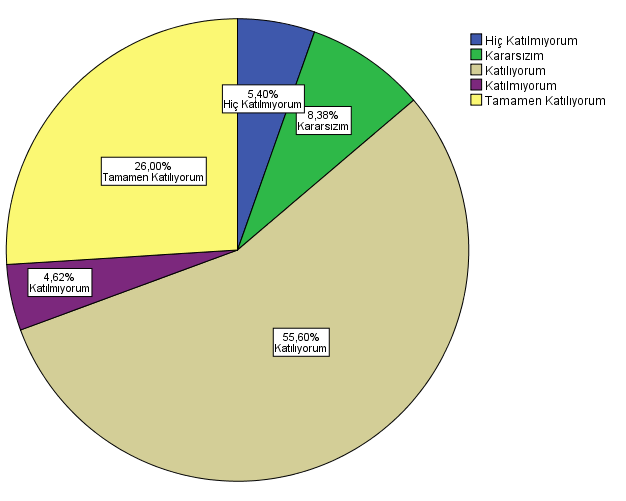 Hiç Katılmıyorum
Kararsızım
Katılıyorum
Katılmıyorum
Tamamen Katılıyorum
5,40%
Hiç Katılmıyorum
8,38%
Kararsızım
26,00%
Tamamen Katılıyorum
4,62%
Katılmıyorum
55,60%
Katılıyorum